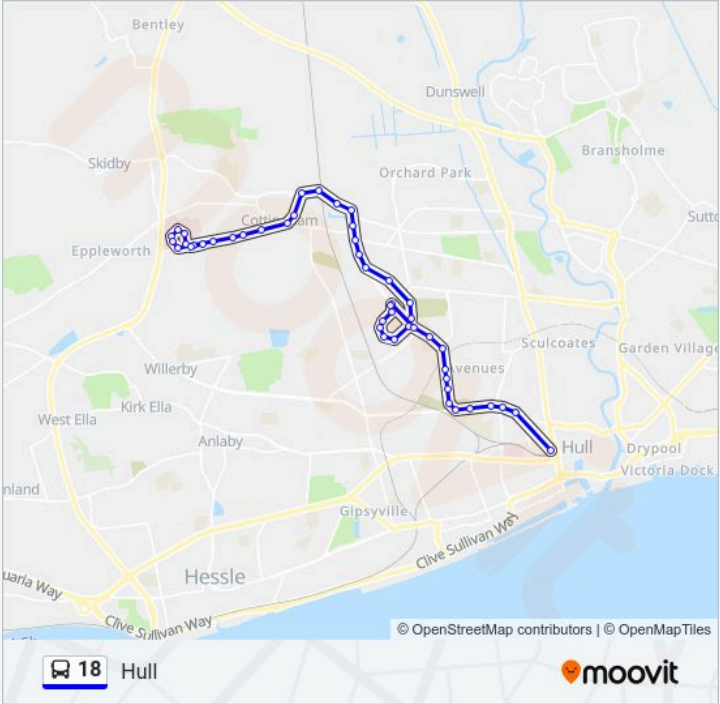 Bentley
Dunswell
Bransholme
Skidby
Orchard Park
Sutto
Cottingham
Eppleworth
Sculcoates
Garden Village
Willerby
Avenues
Kirk Ella
West Ella
Anlaby
Hull
Drypool
Victoria Dock
nland
Gipsyville
Clive Sullivan Way
Hessle
uaria Way
Clive Sullivan Way
© OpenStreetMap contributors | © OpenMapTiles
18 Hull
moovit